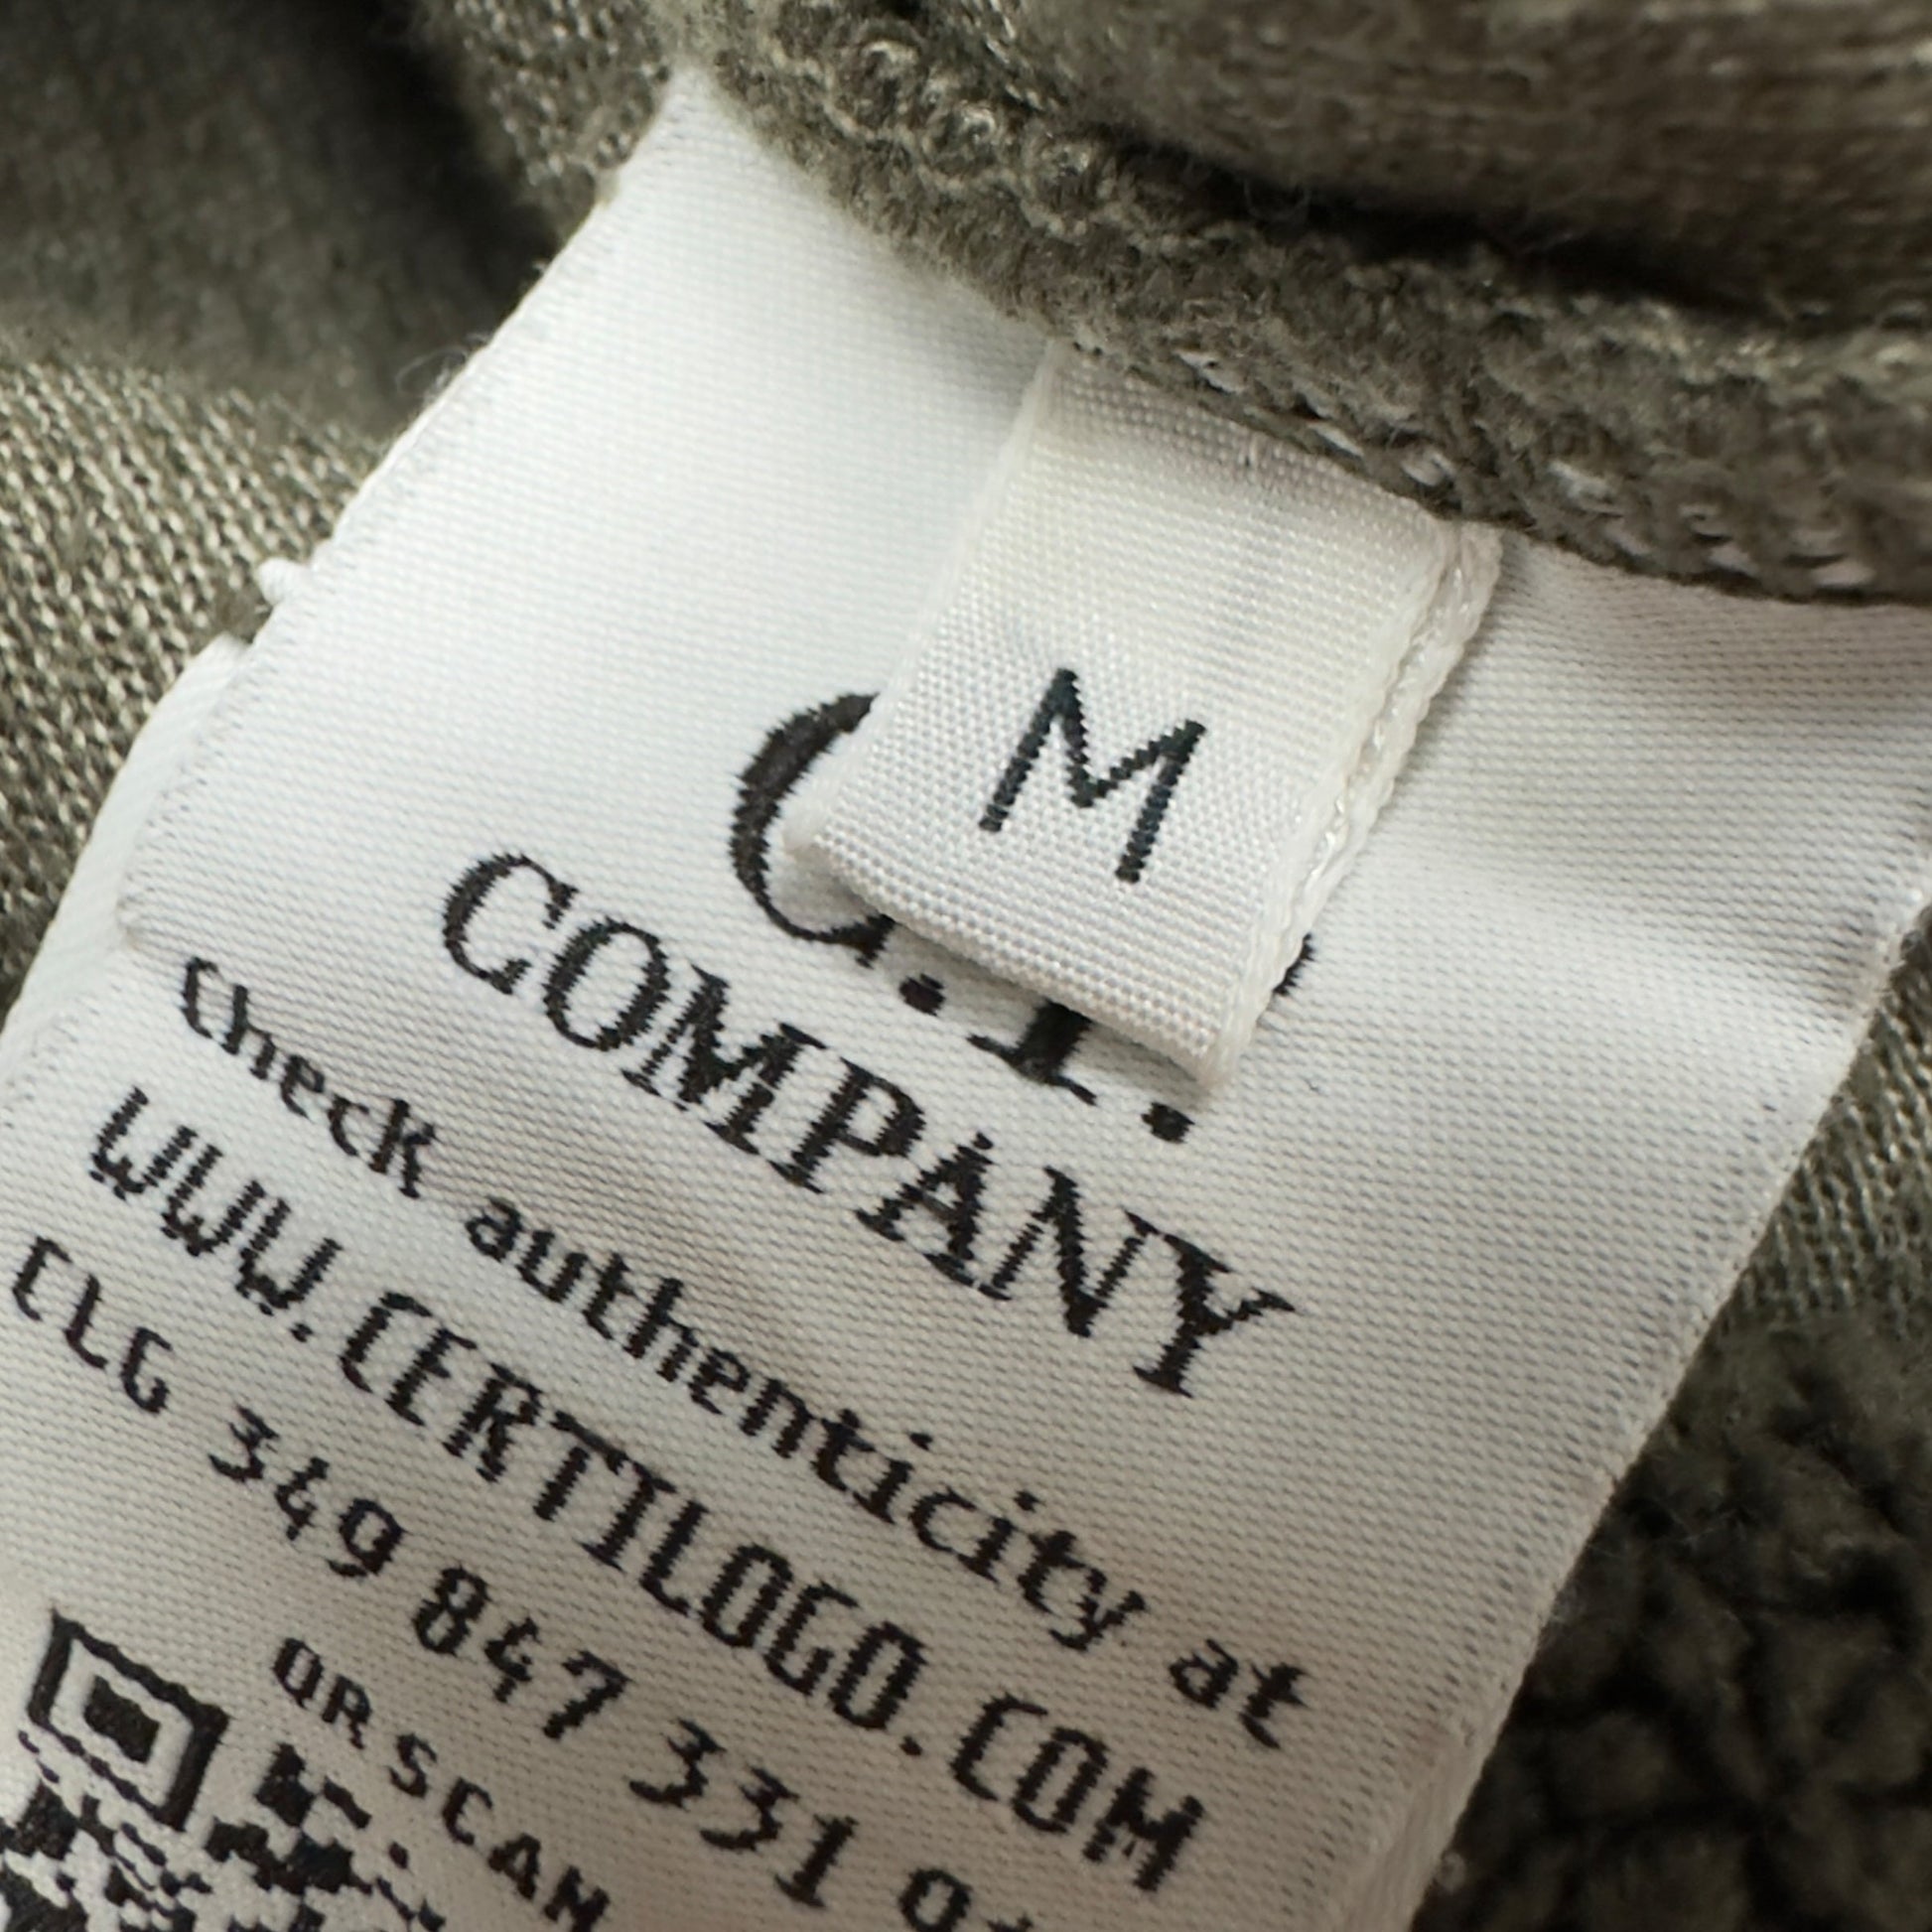 M
C.P.
COMPANY
Check authenticity at
WWW.CERTILOGO.COM
CLG 349 847 331
OR SCAN